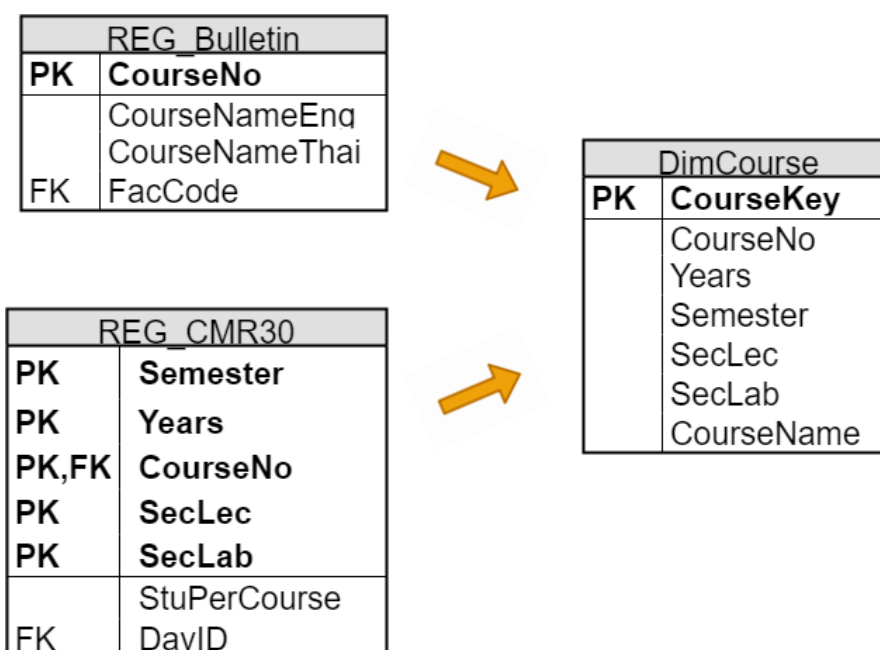 REG_Bulletin
PK CourseNo
CourseNameEng
CourseNameThai
FK FacCode
REG_CMR30
PK Semester
PK Years
PK,FK CourseNo
PK SecLec
PK SecLab
StuPerCourse
FK DayID
DimCourse
PK CourseKey
CourseNo
Years
Semester
SecLec
SecLab
CourseName